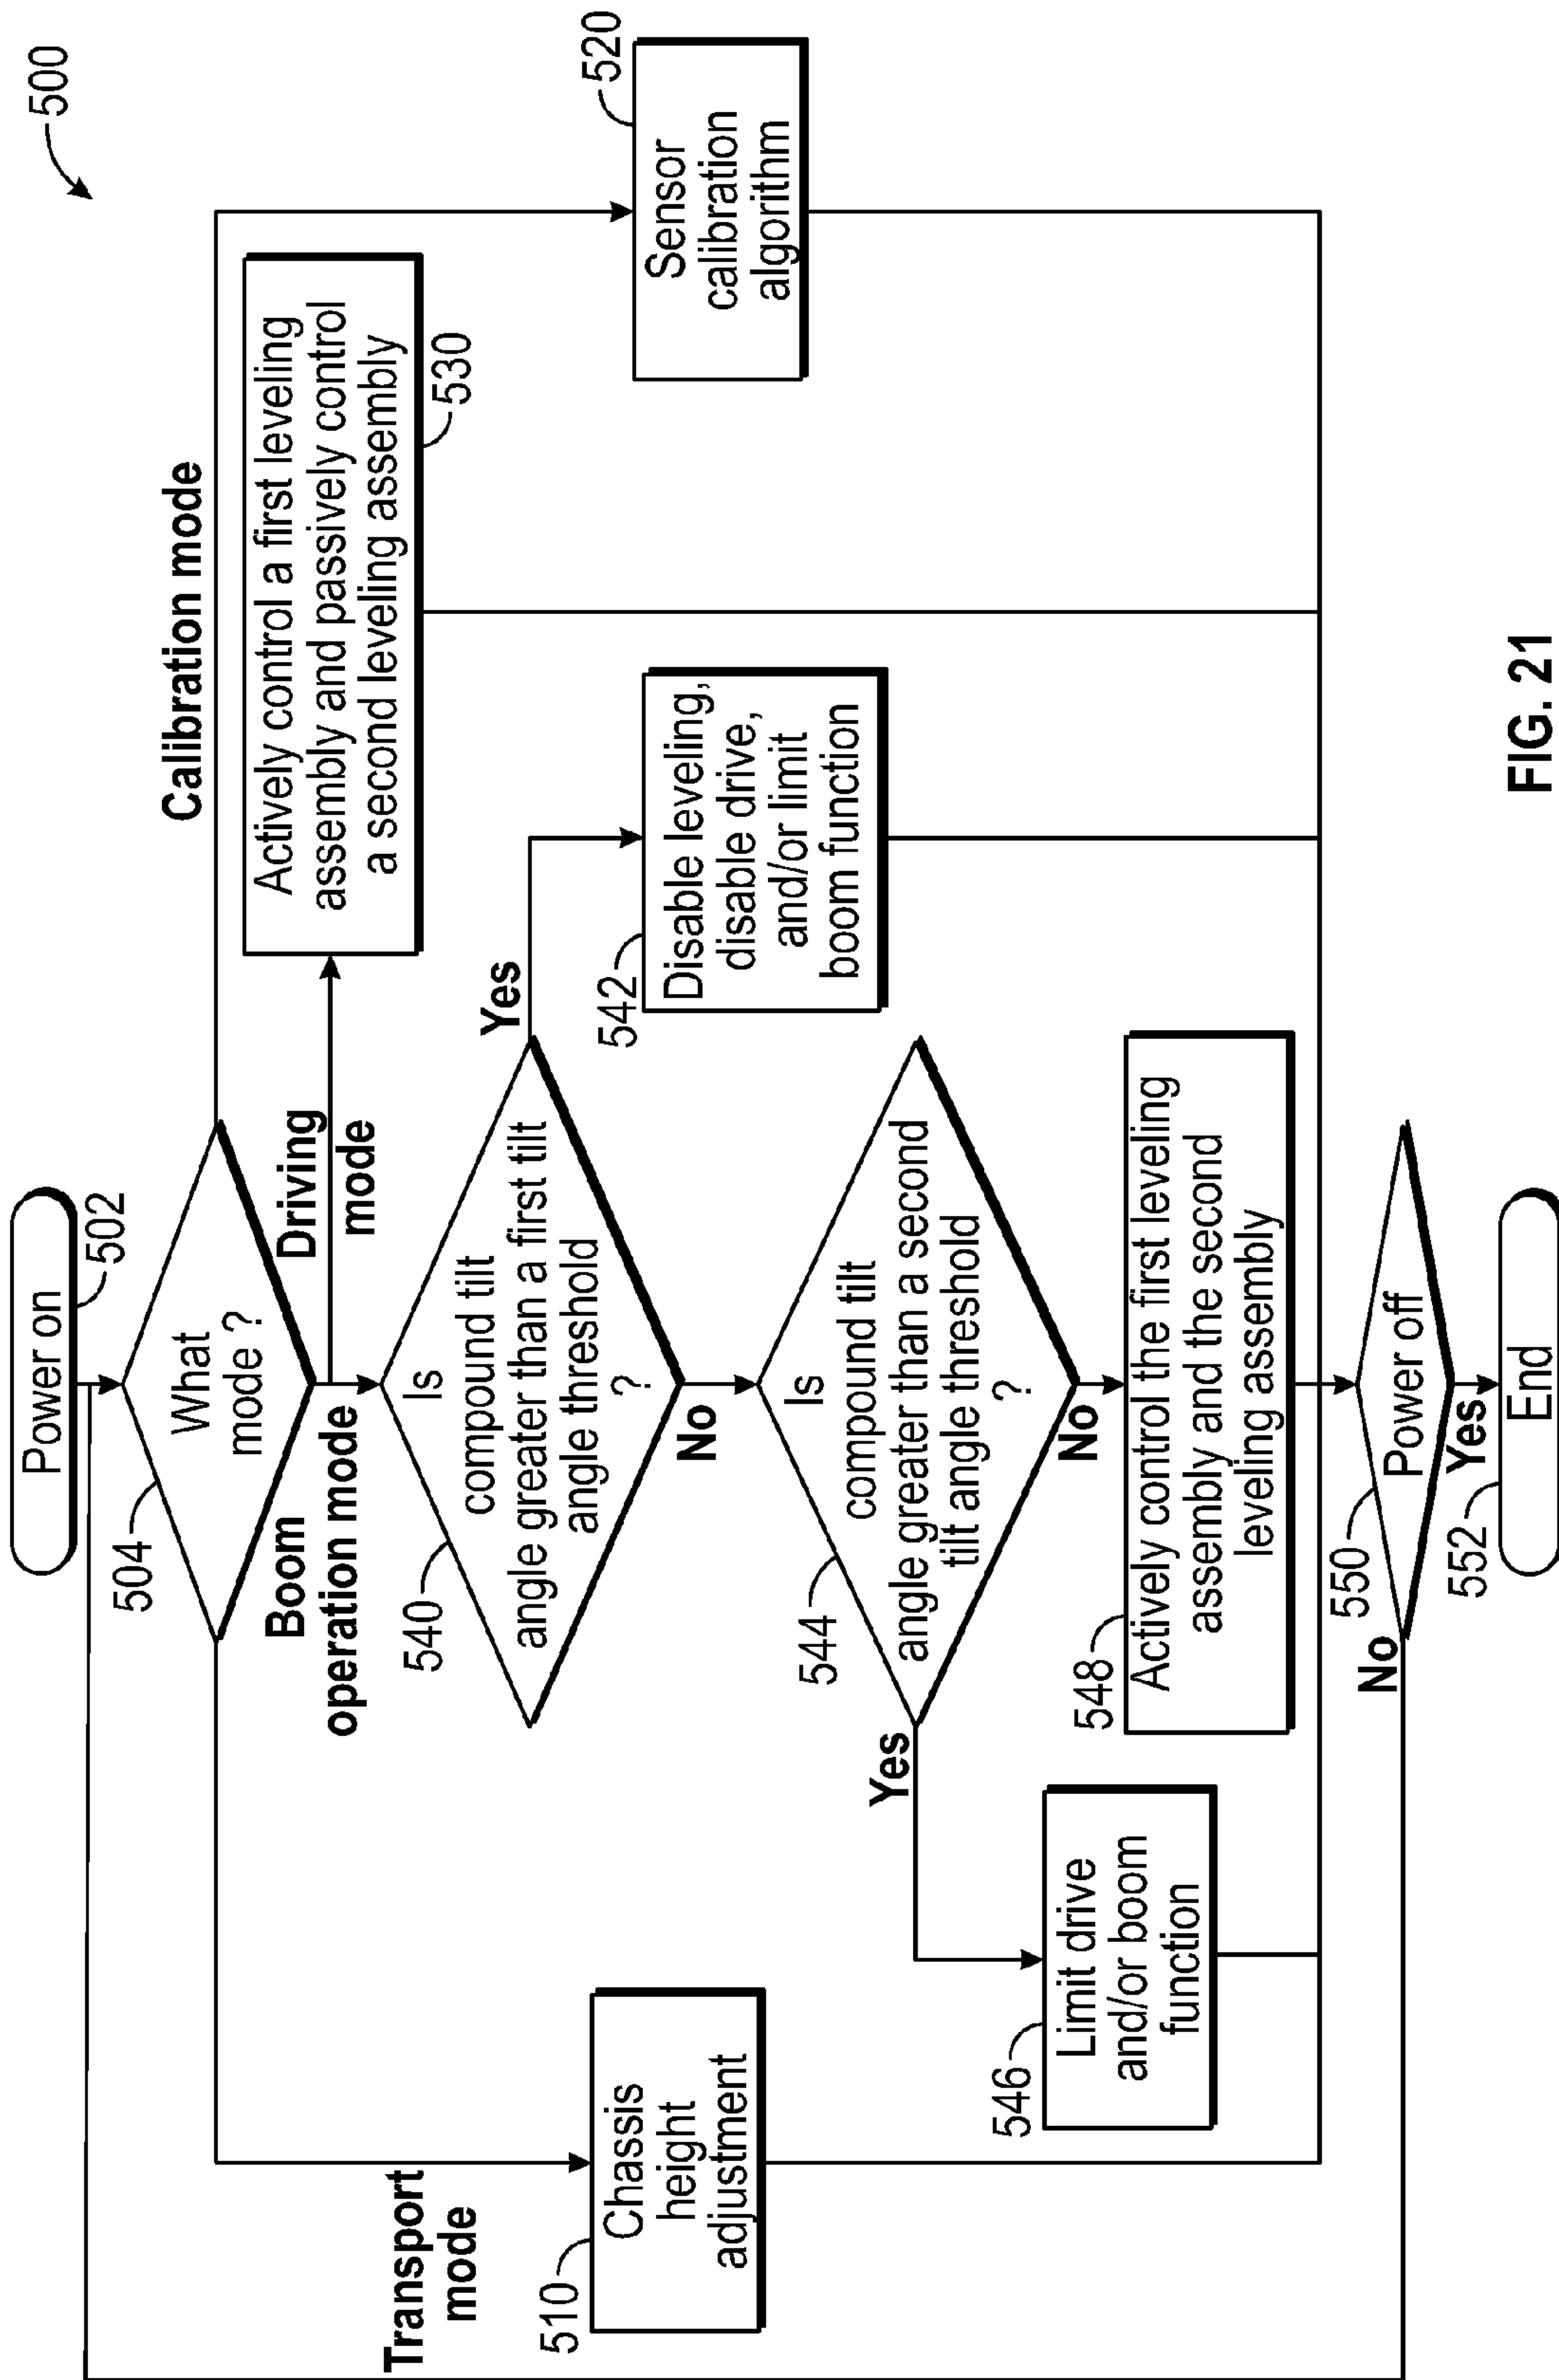 500
Power on
502
504
What
mode ?
Calibration mode
Transport
mode
Boom
operation mode
Driving
mode
510
Chassis
height
adjustment
520
Sensor
calibration
algorithm
Actively control a first leveling
assembly and passively control
a second leveling assembly
530
540
Is
compound tilt
angle greater than a first tilt
angle threshold
?
Yes
No
542
Disable leveling,
disable drive,
and/or limit
boom function
544
Is
compound tilt
angle greater than a second
tilt angle threshold
?
Yes
No
546
Limit drive
and/or boom
function
548
Actively control the first leveling
assembly and the second
leveling assembly
550
Power off
No
Yes
552
End
FIG. 21